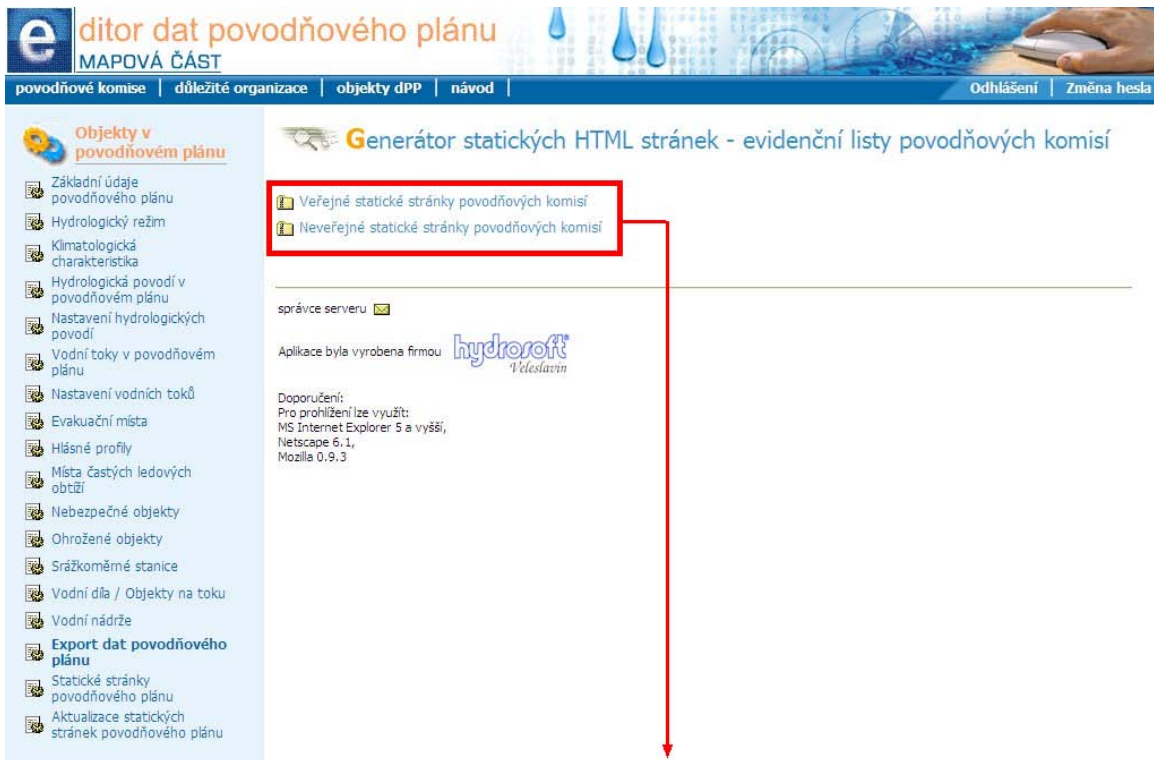 editor dat povodňového plánu
MAPOVÁ ČÁST
povodňové komise | důležité organizace | objekty dPP | návod |
Odhlášení | Změna hesla
Objekty v
povodňovém plánu
Základní údaje
povodňového plánu
Hydrologický režim
Klimatologická
charakteristika
Hydrologická povodí v
povodňovém plánu
Nastavení hydrologických
povodí
Vodní toky v povodňovém
plánu
Nastavení vodních toků
Evakuační místa
Hlásné profily
Místa častých ledových
obtíží
Nebezpečné objekty
Ohrožené objekty
Srážkoměrné stanice
Vodní díla / Objekty na toku
Vodní nádrže
Export dat povodňového
plánu
Statické stránky
povodňového plánu
Aktualizace statických
stránek povodňového plánu
Generátor statických HTML stránek - evidenční listy povodňových komisí
Veřejné statické stránky povodňových komisí
Neveřejné statické stránky povodňových komisí
správce serveru
Aplikace byla vyrobena firmou hydrosoft
Veleslavín
Doporučení:
Pro prohlížení lze využít:
MS Internet Explorer 5 a vyšší,
Netscape 6.1,
Mozilla 0.9.3